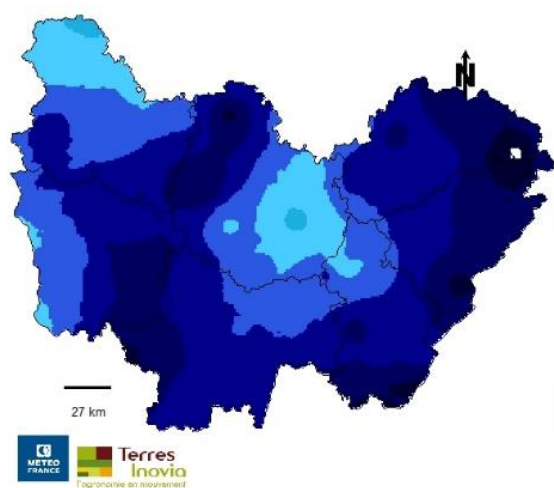 N
27 km
METEO
FRANCE
Terres
Inovia
l'agronomie en mouvement